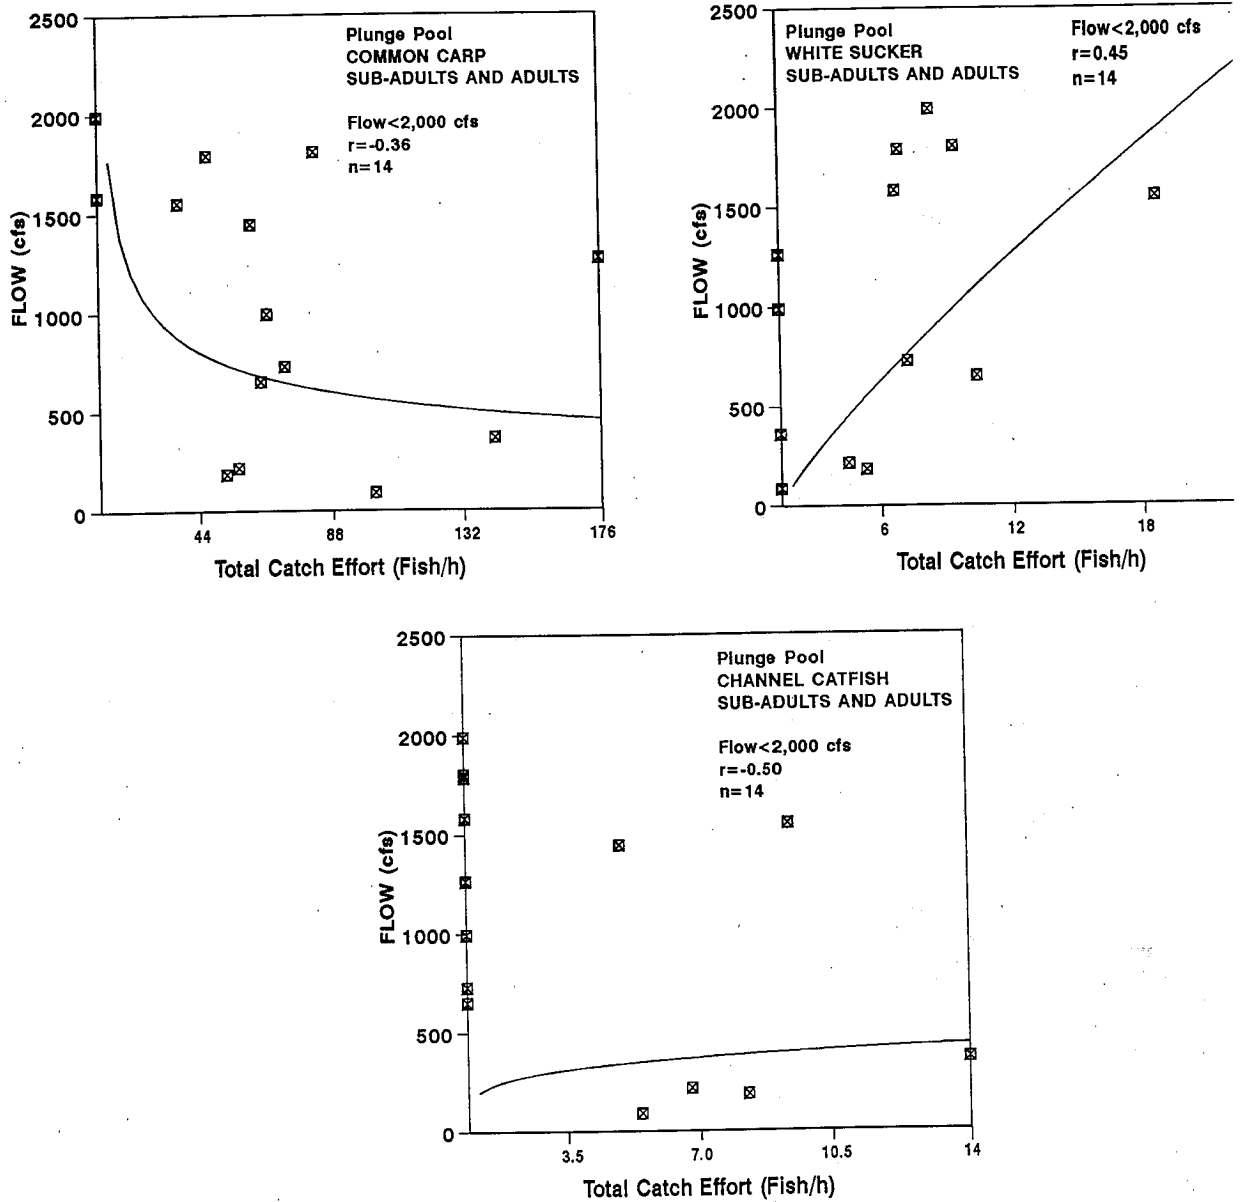 Plunge Pool
COMMON CARP
SUB-ADULTS AND ADULTS
Flow<2,000 cfs
r=-0.36
n=14
2500
2000
1500
1000
500
0
FLOW (cfs)
44
88
132
176
Total Catch Effort (Fish/h)
Plunge Pool
WHITE SUCKER
SUB-ADULTS AND ADULTS
Flow<2,000 cfs
r=0.45
n=14
2500
2000
1500
1000
500
0
FLOW (cfs)
6
12
18
Total Catch Effort (Fish/h)
Plunge Pool
CHANNEL CATFISH
SUB-ADULTS AND ADULTS
Flow<2,000 cfs
r=-0.50
n=14
2500
2000
1500
1000
500
0
FLOW (cfs)
3.5
7.0
10.5
14
Total Catch Effort (Fish/h)